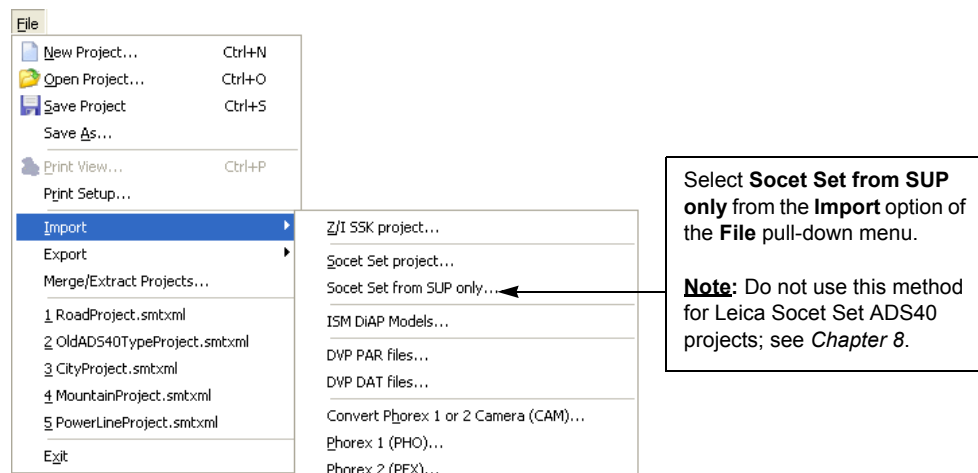 File
New Project... Ctrl+N
Open Project... Ctrl+O
Save Project Ctrl+S
Save As...
Print View... Ctrl+P
Print Setup...
Import
Export
Merge/Extract Projects...
1 RoadProject.smtxml
2 OldADS40TypeProject.smtxml
3 CityProject.smtxml
4 MountainProject.smtxml
5 PowerLineProject.smtxml
Exit
Z/I SSK project...
Socet Set project...
Socet Set from SUP only...
ISM DiAP Models...
DVP PAR files...
DVP DAT files...
Convert Phorex 1 or 2 Camera (CAM)...
Phorex 1 (PHO)...
Phorex 2 (PEX)...
Select Socet Set from SUP
only from the Import option of
the File pull-down menu.
Note: Do not use this method
for Leica Socet Set ADS40
projects; see Chapter 8.